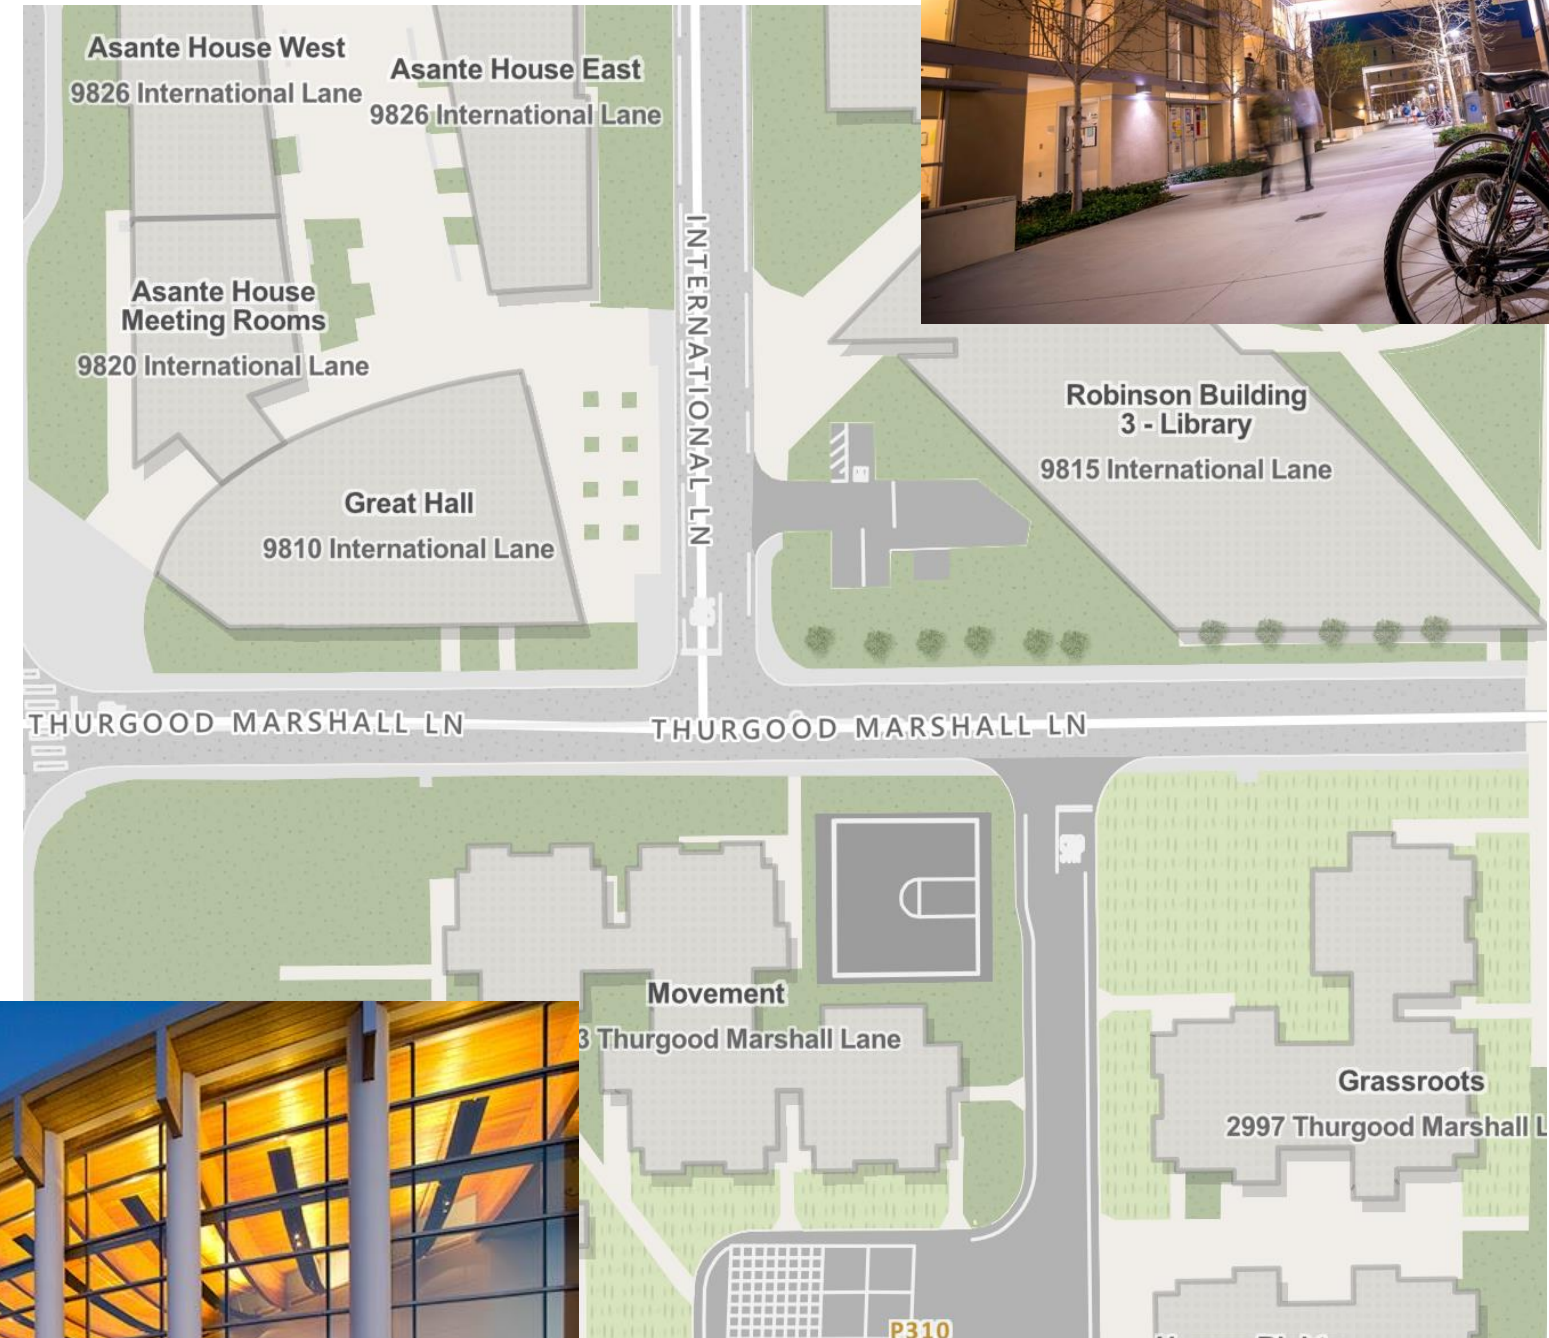 Asante House West
9826 International Lane
Asante House East
9826 International Lane
INTERNATIONAL LN
Asante House
Meeting Rooms
9820 International Lane
Robinson Building
3 - Library
9815 International Lane
Great Hall
9810 International Lane
THURGOOD MARSHALL LN
THURGOOD MARSHALL LN
Movement
3 Thurgood Marshall Lane
Grassroots
2997 Thurgood Marshall L
P310